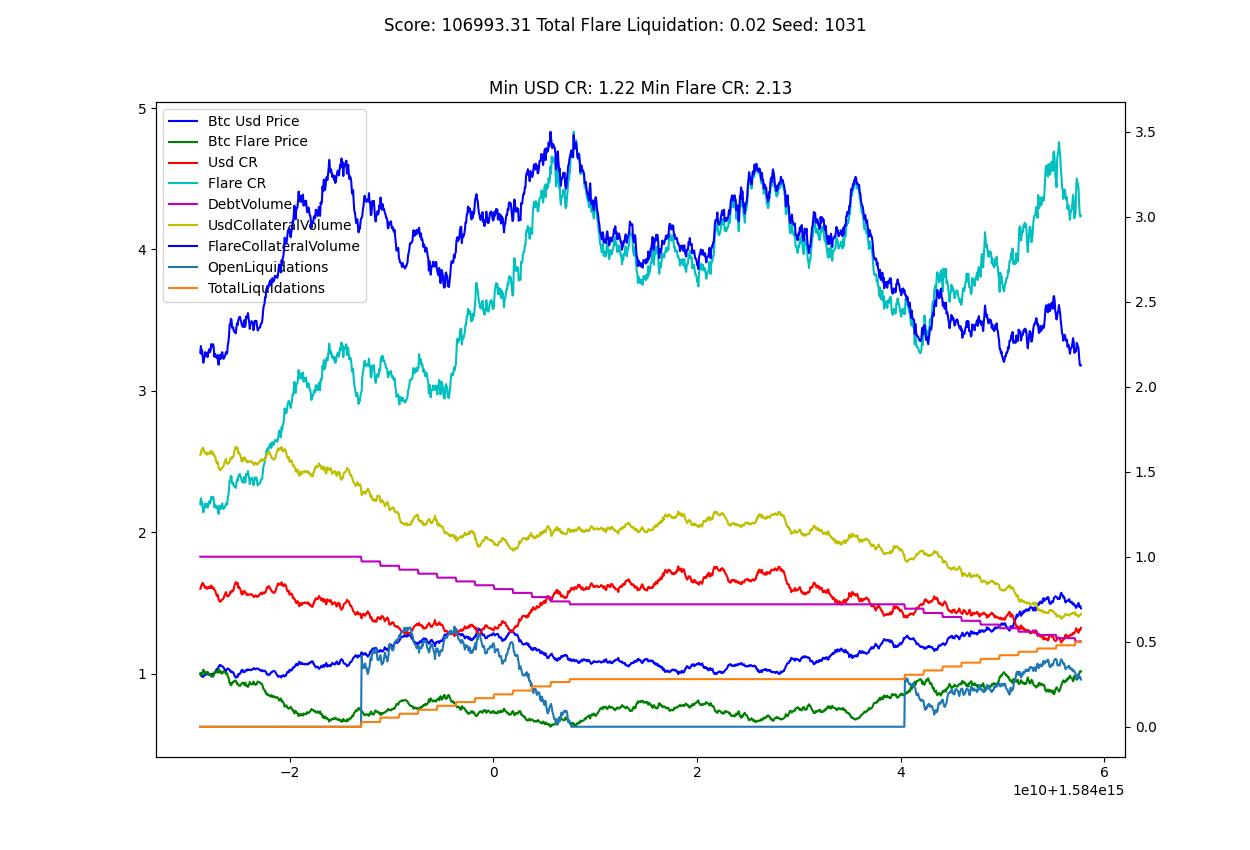 Score: 106993.31 Total Flare Liquidation: 0.02 Seed: 1031
Min USD CR: 1.22 Min Flare CR: 2.13
Btc Usd Price
Btc Flare Price
Usd CR
Flare CR
DebtVolume
UsdCollateralVolume
FlareCollateralVolume
OpenLiquidations
TotalLiquidations
5
4
3
2
1
3.5
3.0
2.5
2.0
1.5
1.0
0.5
0.0
−2
0
2
4
6
1e10+1.584e15